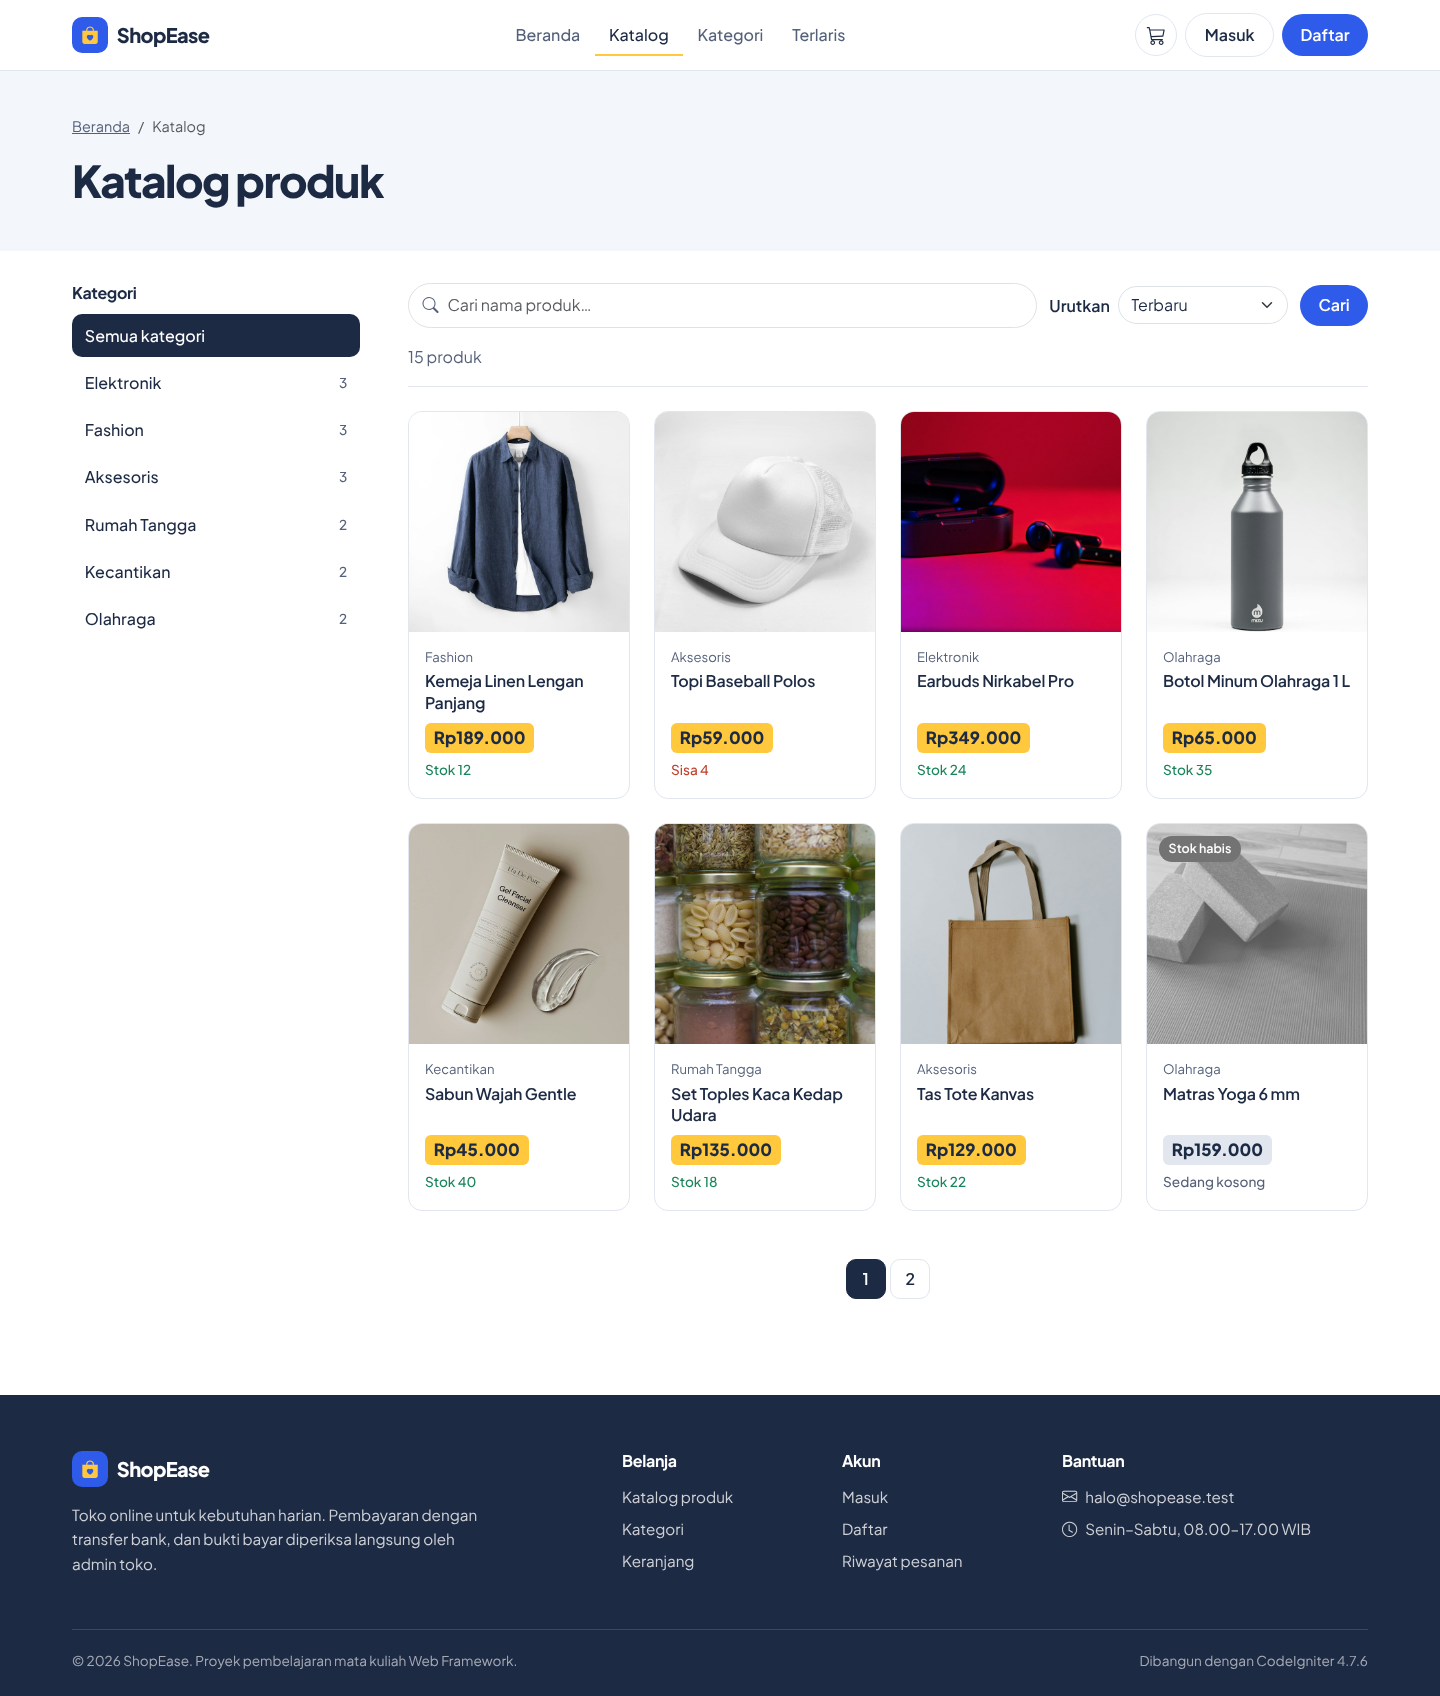 ShopEase
Beranda
Katalog
Kategori
Terlaris
Masuk
Daftar
Beranda / Katalog
Katalog produk
Kategori
Semua kategori
Elektronik 3
Fashion 3
Aksesoris 3
Rumah Tangga 2
Kecantikan 2
Olahraga 2
Cari nama produk…
Urutkan
Terbaru
Cari
15 produk
Fashion
Kemeja Linen Lengan
Panjang
Rp189.000
Stok 12
Aksesoris
Topi Baseball Polos
Rp59.000
Sisa 4
Elektronik
Earbuds Nirkabel Pro
Rp349.000
Stok 24
mizu
Olahraga
Botol Minum Olahraga 1 L
Rp65.000
Stok 35
Gel Facial
Cleanser
Kecantikan
Sabun Wajah Gentle
Rp45.000
Stok 40
Rumah Tangga
Set Toples Kaca Kedap
Udara
Rp135.000
Stok 18
Aksesoris
Tas Tote Kanvas
Rp129.000
Stok 22
Stok habis
Olahraga
Matras Yoga 6 mm
Rp159.000
Sedang kosong
1
2
ShopEase
Toko online untuk kebutuhan harian. Pembayaran dengan
transfer bank, dan bukti bayar diperiksa langsung oleh
admin toko.
Belanja
Katalog produk
Kategori
Keranjang
Akun
Masuk
Daftar
Riwayat pesanan
Bantuan
halo@shopease.test
Senin–Sabtu, 08.00–17.00 WIB
© 2026 ShopEase. Proyek pembelajaran mata kuliah Web Framework.
Dibangun dengan CodeIgniter 4.7.6